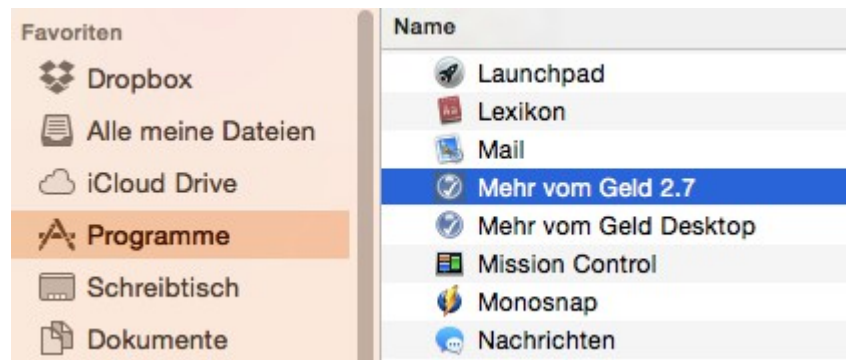 Favoriten
Dropbox
Alle meine Dateien
iCloud Drive
Programme
Schreibtisch
Dokumente
Name
Launchpad
Lexikon
Mail
Mehr vom Geld 2.7
Mehr vom Geld Desktop
Mission Control
Monosnap
Nachrichten